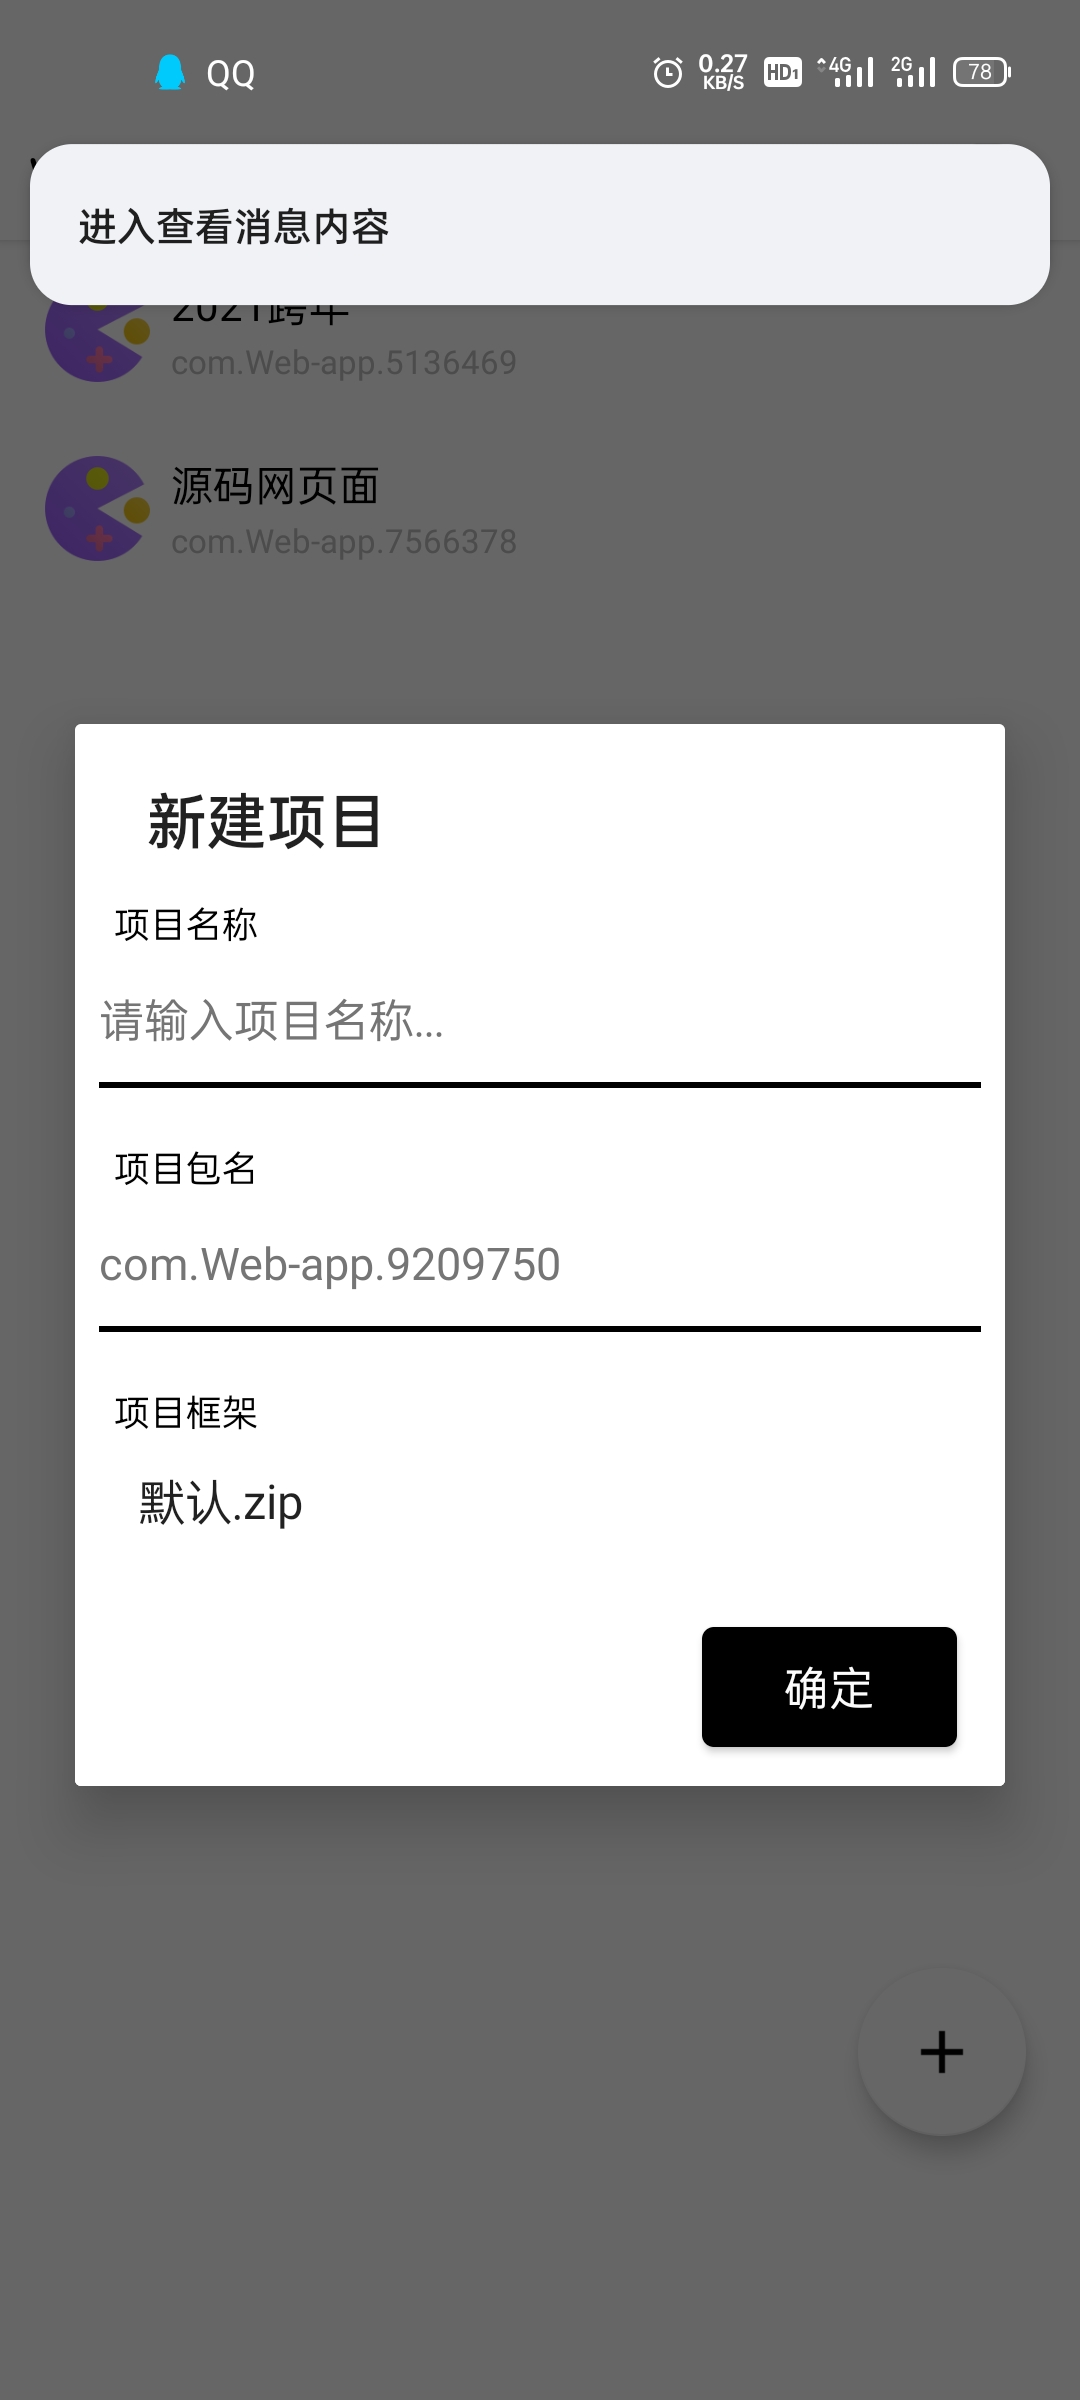 QQ
0.27
KB/S
HD1
4G
2G
78
进入查看消息内容
2021跨年
com.Web-app.5136469
源码网页面
com.Web-app.7566378
新建项目
项目名称
请输入项目名称...
项目包名
com.Web-app.9209750
项目框架
默认.zip
确定